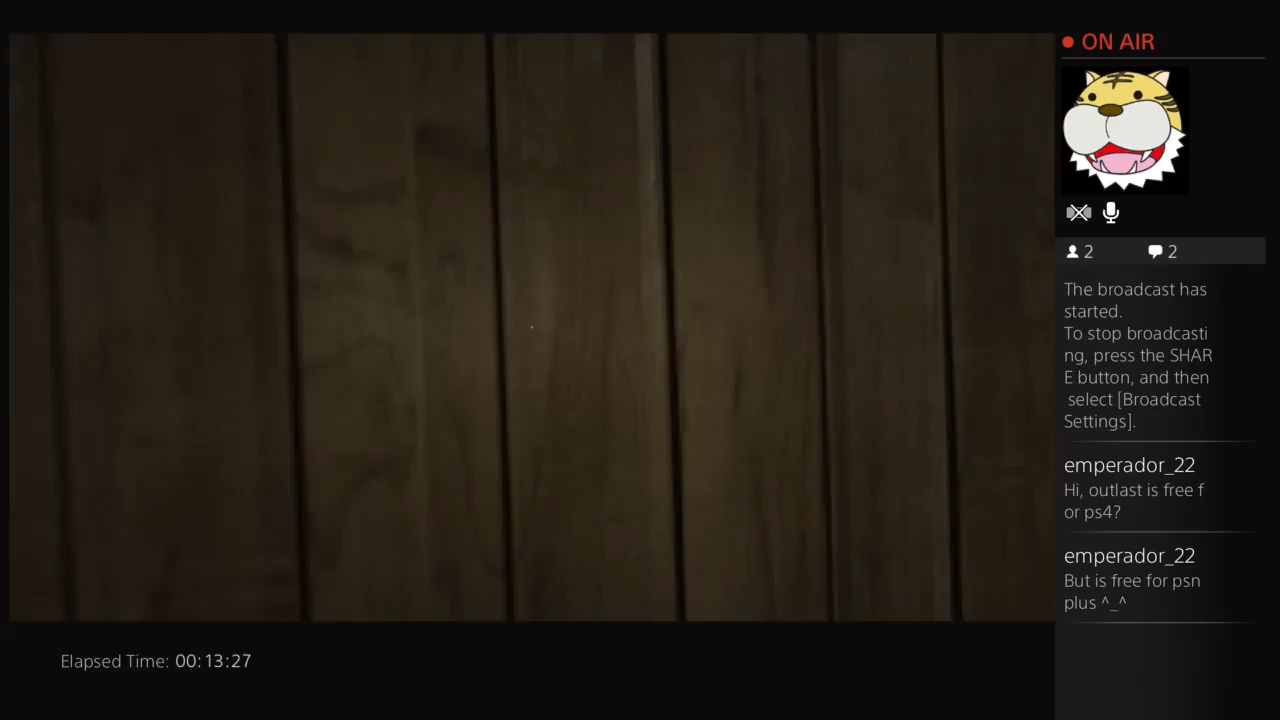 ON AIR
2
2
The broadcast has
started.
To stop broadcasti
ng, press the SHAR
E button, and then
select [Broadcast
Settings].
emperador_22
Hi, outlast is free f
or ps4?
emperador_22
But is free for psn
plus ^_^
Elapsed Time: 00:13:27